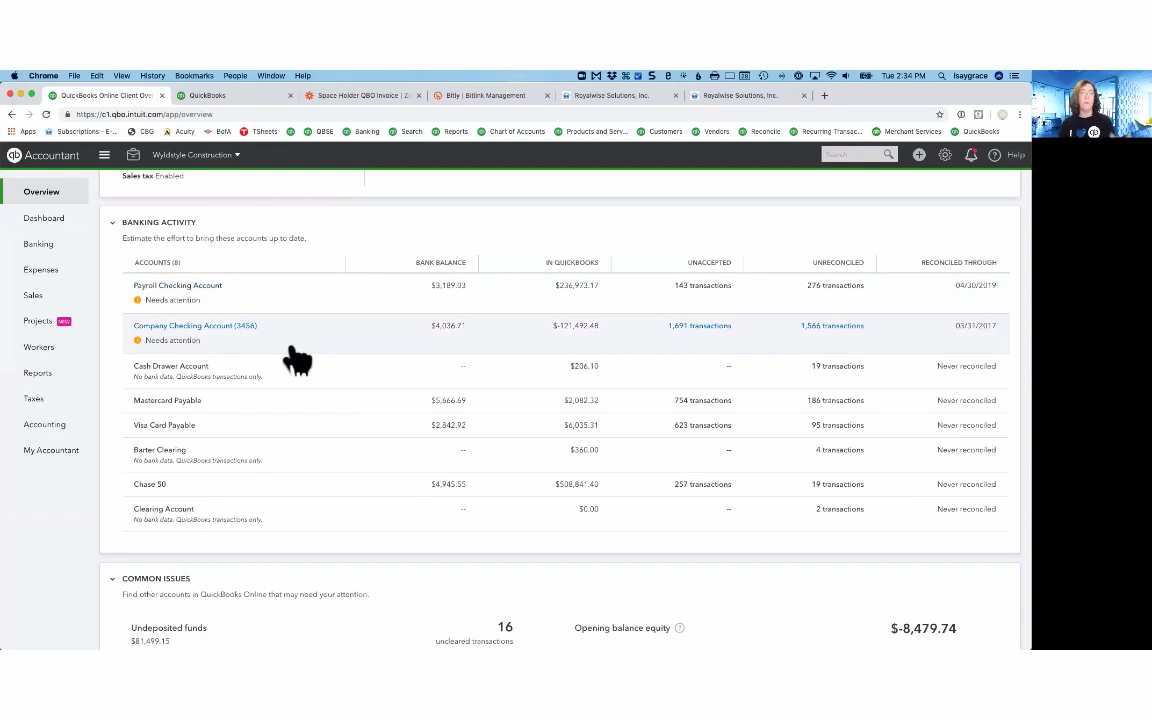 Chrome File Edit View History Bookmarks People Window Help Tue 2:34 PM lsaygrace
QuickBooks Online Client Over QuickBooks Space Holder QBO Invoice | Za Bitly | Bitlink Management Royalwise Solutions, Inc. Royalwise Solutions, Inc.
https://c1.qbo.intuit.com/app/overview
Apps Subscriptions - E-... CBG Acuity BofA TSheets QBSE Banking Search Reports Chart of Accounts Products and Serv... Customers Vendors Reconcile Recurring Transac... Merchant Services QuickBooks
qb Accountant Wyldstyle Construction Search Help
Overview
Dashboard
Banking
Expenses
Sales
Projects NEW
Workers
Reports
Taxes
Accounting
My Accountant
Sales tax Enabled
BANKING ACTIVITY
Estimate the effort to bring these accounts up to date.
ACCOUNTS (8) BANK BALANCE IN QUICKBOOKS UNACCEPTED UNRECONCILED RECONCILED THROUGH
Payroll Checking Account $3,189.03 $236,973.17 143 transactions 276 transactions 04/30/2019
Needs attention
Company Checking Account (3456) $4,036.71 $-121,492.48 1,691 transactions 1,566 transactions 03/31/2017
Needs attention
Cash Drawer Account -- $206.10 -- 19 transactions Never reconciled
No bank data. QuickBooks transactions only.
Mastercard Payable $5,666.69 $2,082.32 754 transactions 186 transactions Never reconciled
Visa Card Payable $2,842.92 $6,035.31 623 transactions 95 transactions Never reconciled
Barter Clearing -- $360.00 -- 4 transactions Never reconciled
No bank data. QuickBooks transactions only.
Chase 50 $4,945.55 $508,841.40 257 transactions 19 transactions Never reconciled
Clearing Account -- $0.00 -- 2 transactions Never reconciled
No bank data. QuickBooks transactions only.
COMMON ISSUES
Find other accounts in QuickBooks Online that may need your attention.
Undeposited funds 16 Opening balance equity $-8,479.74
$81,499.15 uncleared transactions